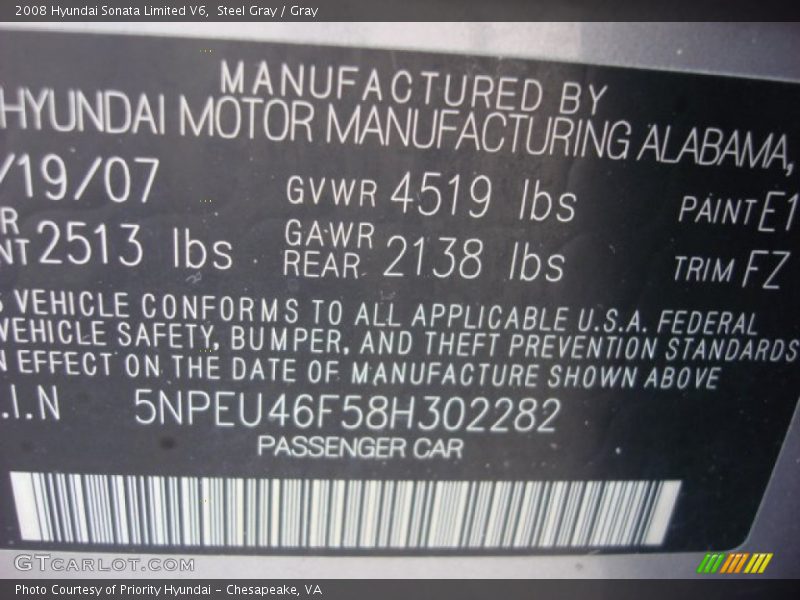 2008 Hyundai Sonata Limited V6, Steel Gray / Gray
MANUFACTURED BY
HYUNDAI MOTOR MANUFACTURING ALABAMA,
/19/07 GVWR 4519 lbs PAINT E1
R GAWR
NT 2513 lbs REAR 2138 lbs TRIM FZ
S VEHICLE CONFORMS TO ALL APPLICABLE U.S.A. FEDERAL
VEHICLE SAFETY, BUMPER, AND THEFT PREVENTION STANDARDS
N EFFECT ON THE DATE OF MANUFACTURE SHOWN ABOVE
.I.N 5NPEU46F58H302282
PASSENGER CAR
GTCARLOT.COM
Photo Courtesy of Priority Hyundai - Chesapeake, VA